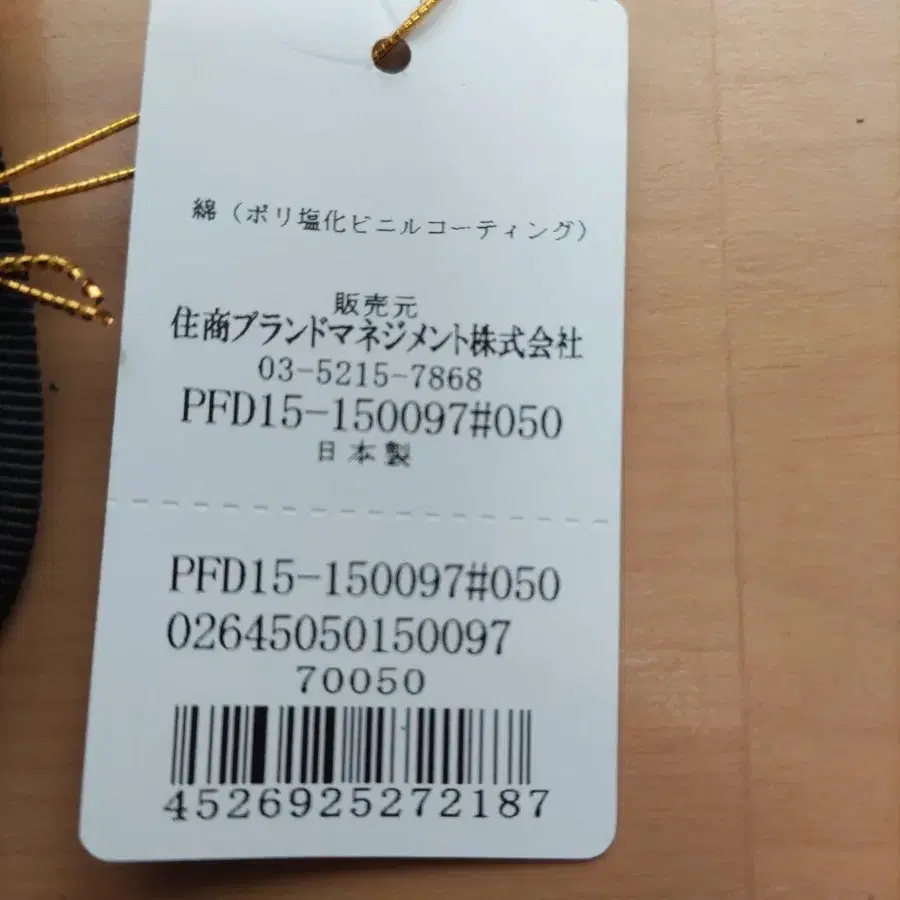 綿（ポリ塩化ビニルコーティング）
販売元
住商ブランドマネジメント株式会社
03-5215-7868
PFD15-150097#050
日本製
PFD15-150097#050
02645050150097
70050
4526925272187